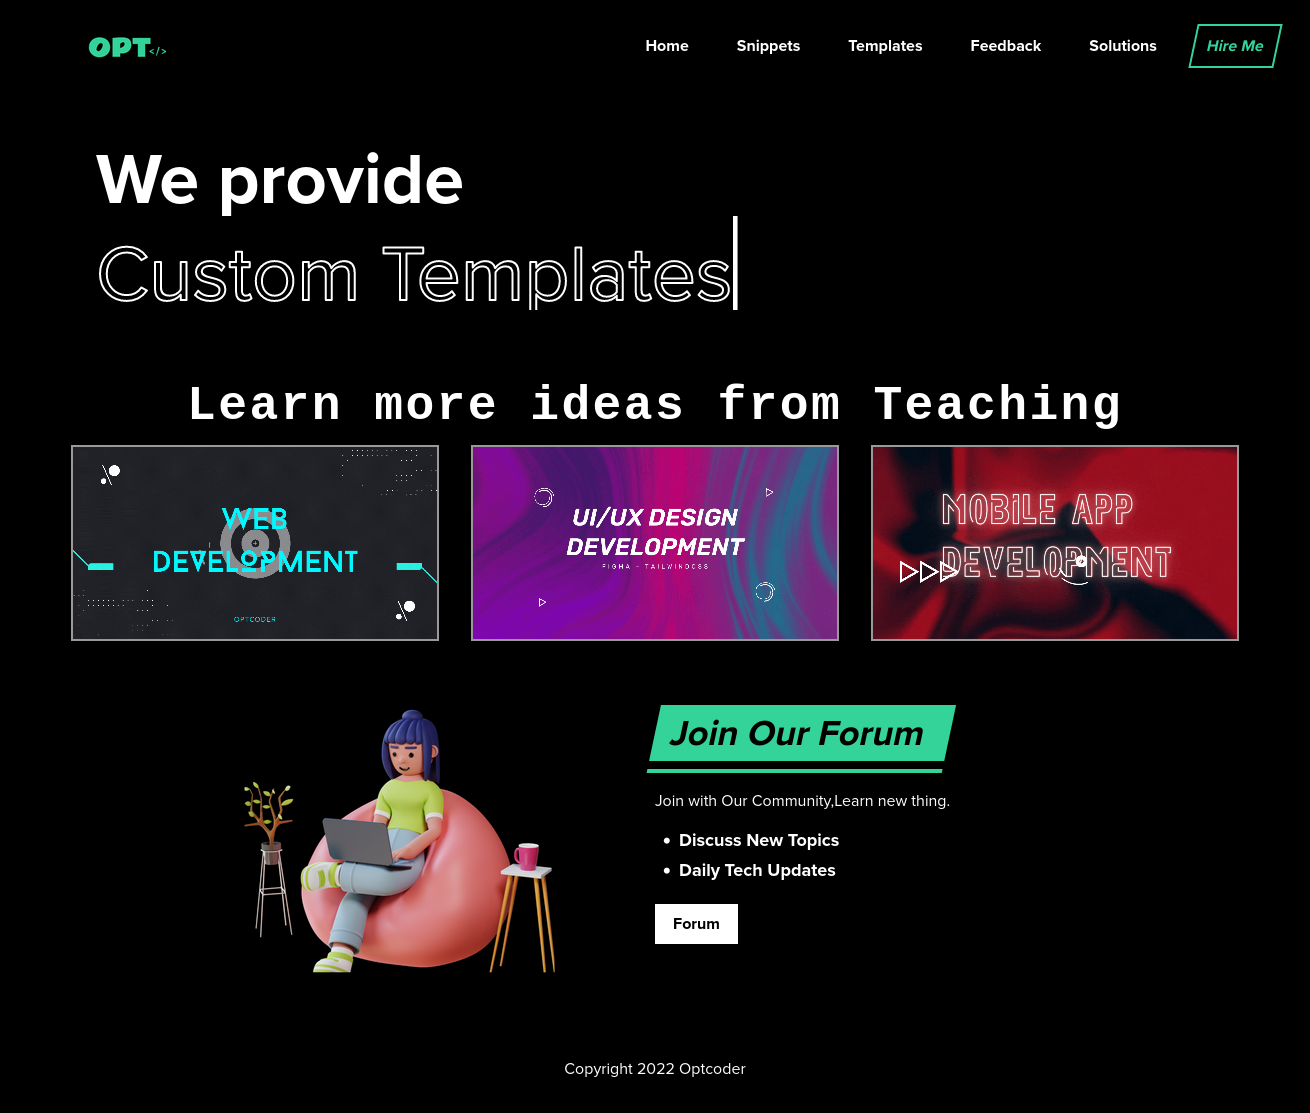 OPT</>
Home Snippets Templates Feedback Solutions Hire Me
We provide
Custom Templates
Learn more ideas from Teaching
WEB
DEVELOPMENT
OPTCODER
UI/UX DESIGN
DEVELOPMENT
FIGMA - TAILWINDCSS
MOBILE APP
DEVELOPMENT
Join Our Forum
Join with Our Community,Learn new thing.
• Discuss New Topics
• Daily Tech Updates
Forum
Copyright 2022 Optcoder